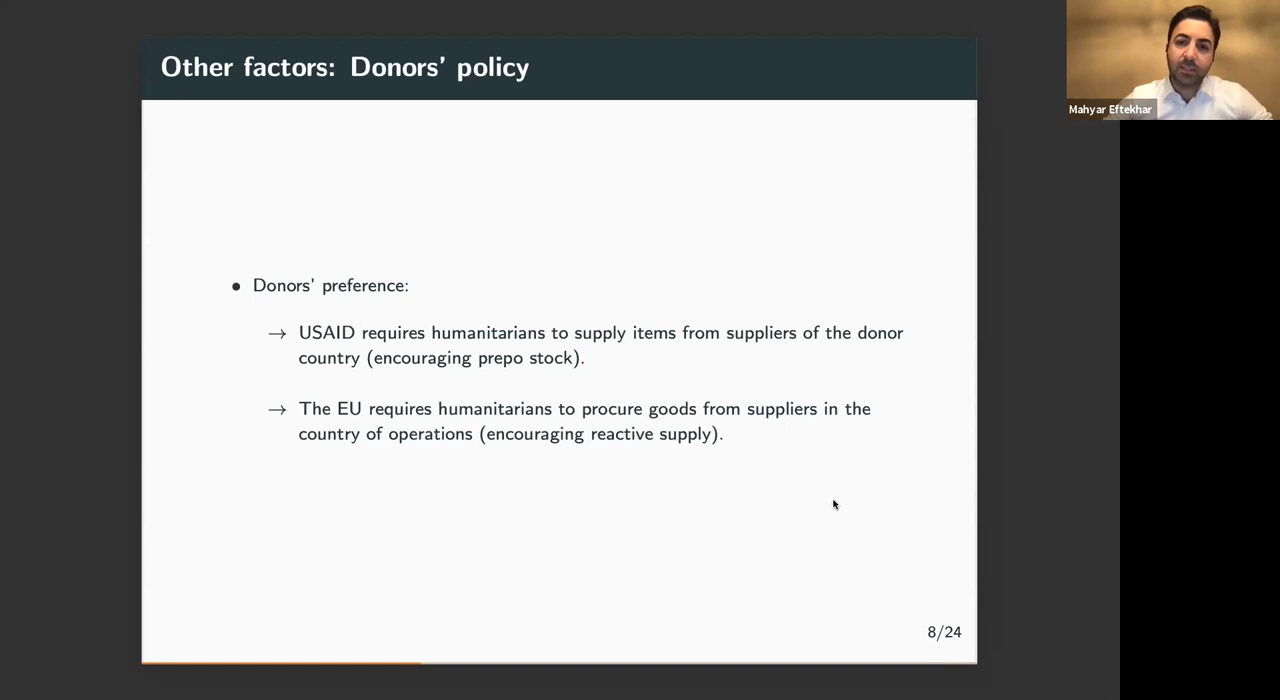 Other factors: Donors' policy
Mahyar Eftekhar
• Donors' preference:
→ USAID requires humanitarians to supply items from suppliers of the donor
country (encouraging prepo stock).
→ The EU requires humanitarians to procure goods from suppliers in the
country of operations (encouraging reactive supply).
8/24